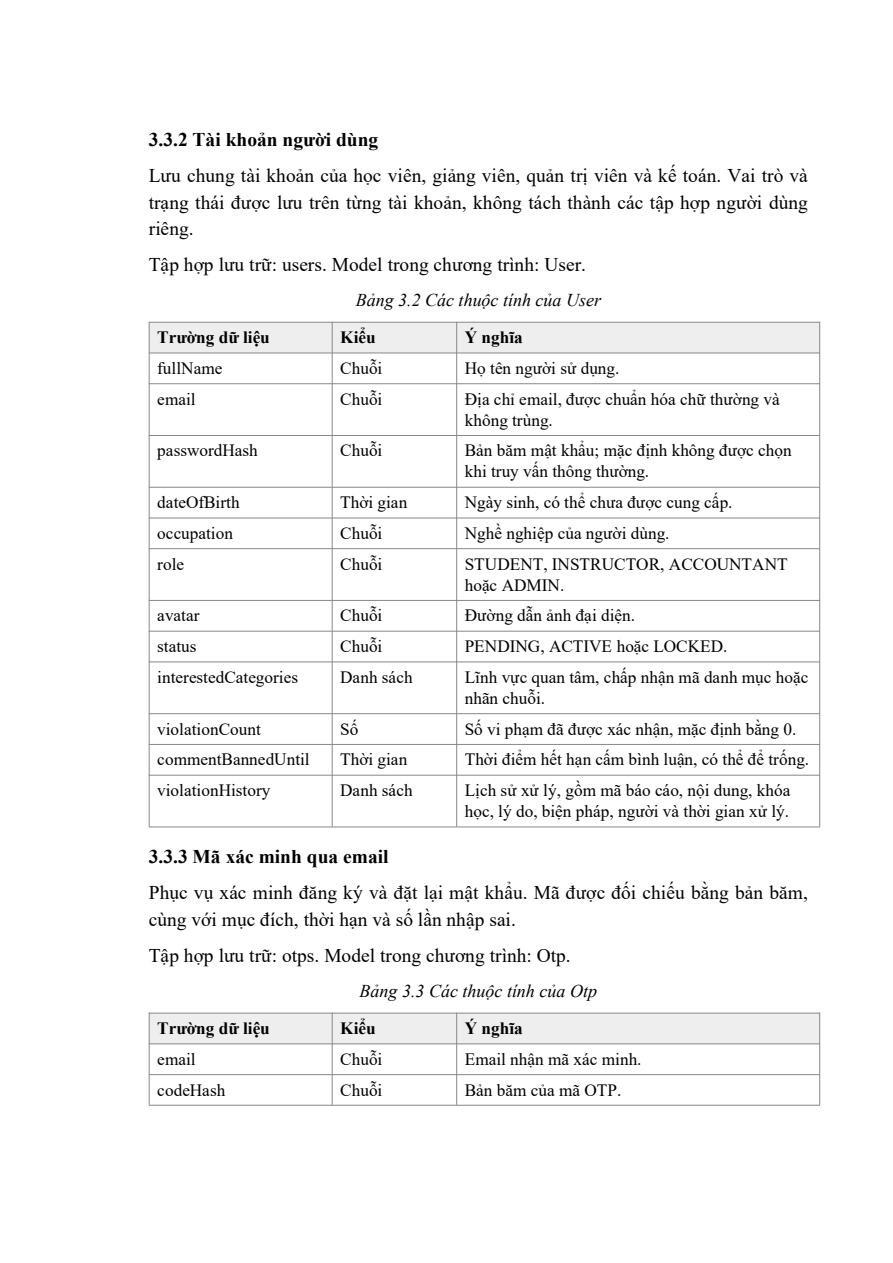 3.3.2 Tài khoản người dùng
Lưu chung tài khoản của học viên, giảng viên, quản trị viên và kế toán. Vai trò và
trạng thái được lưu trên từng tài khoản, không tách thành các tập hợp người dùng
riêng.
Tập hợp lưu trữ: users. Model trong chương trình: User.
Bảng 3.2 Các thuộc tính của User
Trường dữ liệu Kiểu Ý nghĩa
fullName Chuỗi Họ tên người sử dụng.
email Chuỗi Địa chỉ email, được chuẩn hóa chữ thường và
không trùng.
passwordHash Chuỗi Bản băm mật khẩu; mặc định không được chọn
khi truy vấn thông thường.
dateOfBirth Thời gian Ngày sinh, có thể chưa được cung cấp.
occupation Chuỗi Nghề nghiệp của người dùng.
role Chuỗi STUDENT, INSTRUCTOR, ACCOUNTANT
hoặc ADMIN.
avatar Chuỗi Đường dẫn ảnh đại diện.
status Chuỗi PENDING, ACTIVE hoặc LOCKED.
interestedCategories Danh sách Lĩnh vực quan tâm, chấp nhận mã danh mục hoặc
nhãn chuỗi.
violationCount Số Số vi phạm đã được xác nhận, mặc định bằng 0.
commentBannedUntil Thời gian Thời điểm hết hạn cấm bình luận, có thể để trống.
violationHistory Danh sách Lịch sử xử lý, gồm mã báo cáo, nội dung, khóa
học, lý do, biện pháp, người và thời gian xử lý.
3.3.3 Mã xác minh qua email
Phục vụ xác minh đăng ký và đặt lại mật khẩu. Mã được đối chiếu bằng bản băm,
cùng với mục đích, thời hạn và số lần nhập sai.
Tập hợp lưu trữ: otps. Model trong chương trình: Otp.
Bảng 3.3 Các thuộc tính của Otp
Trường dữ liệu Kiểu Ý nghĩa
email Chuỗi Email nhận mã xác minh.
codeHash Chuỗi Bản băm của mã OTP.